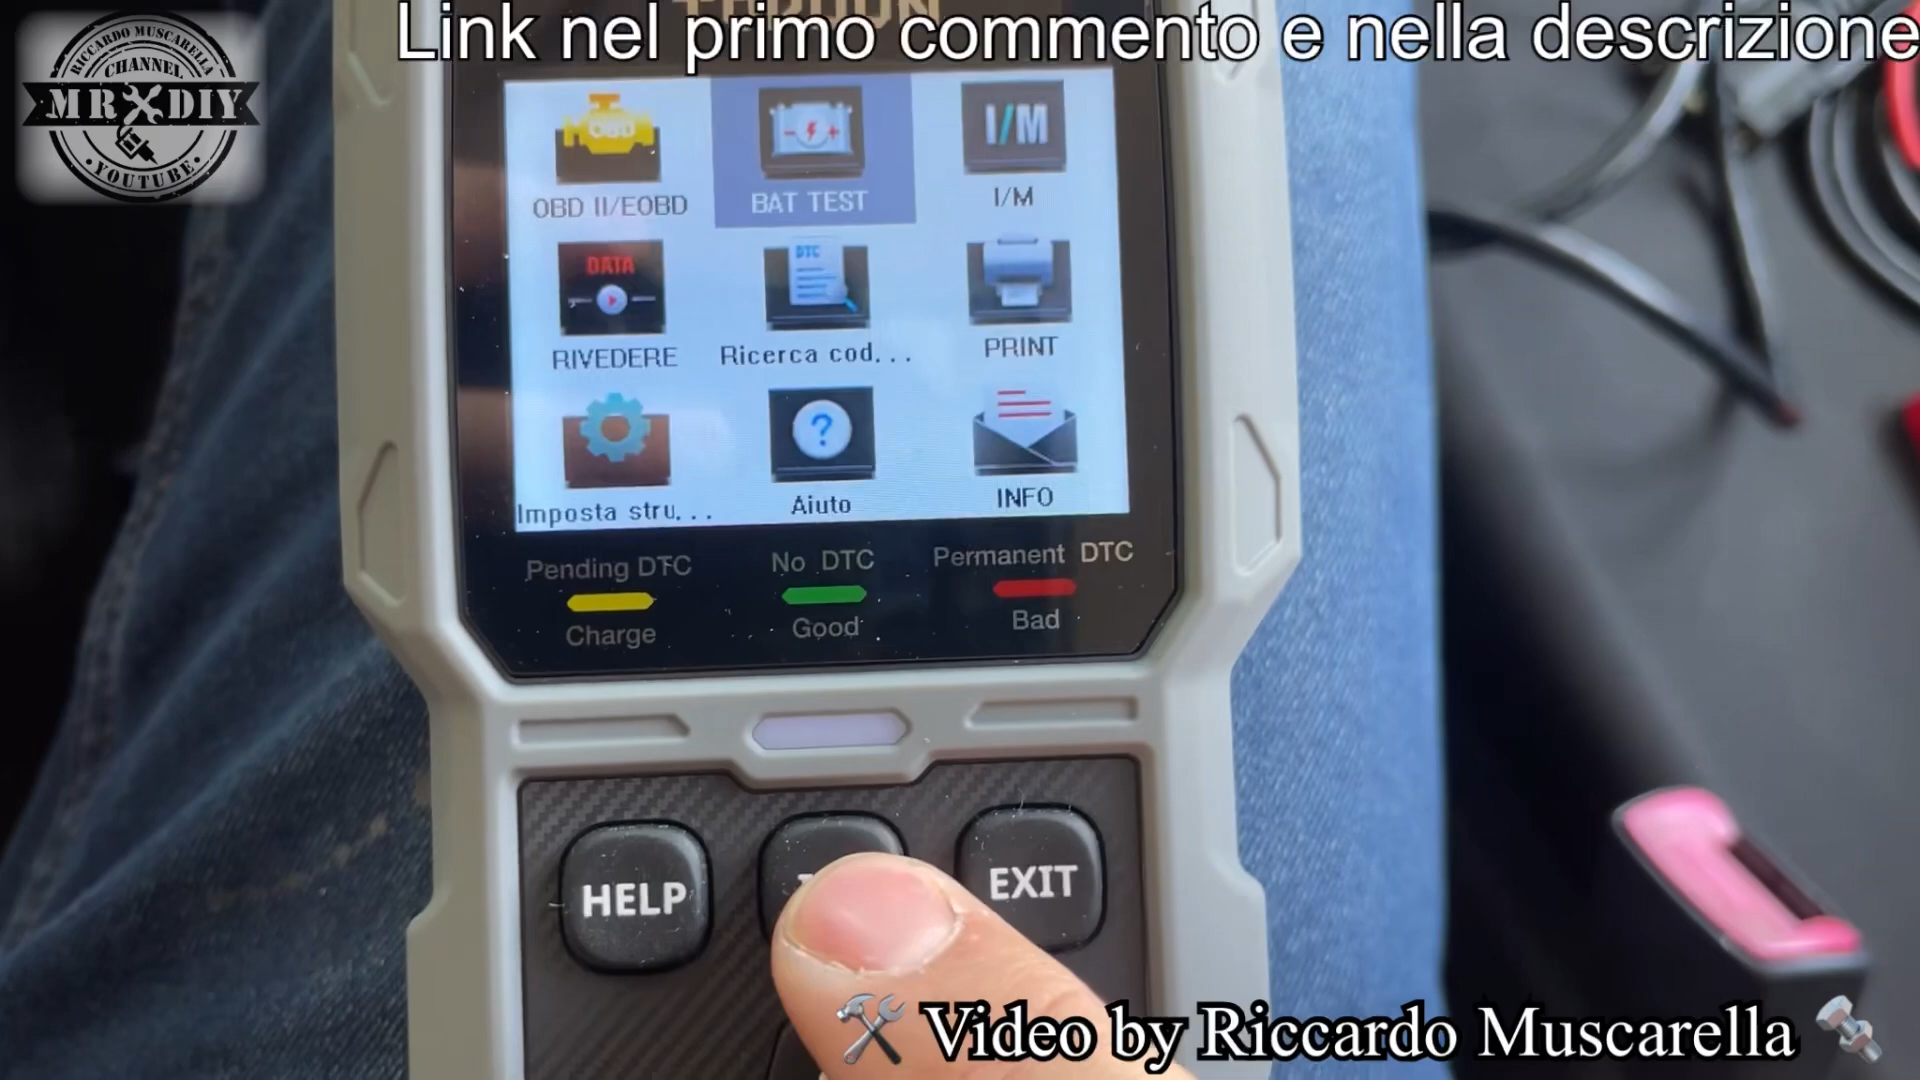 Link nel primo commento e nella descrizione
RICCARDO MUSCARELLA
CHANNEL
MR DIY
• YOUTUBE •
OBD
OBD II/EOBD
BAT TEST
I/M
I/M
DATA
RIVEDERE
DTC
Ricerca cod...
PRINT
Imposta stru...
?
Aiuto
INFO
Pending DTC
No DTC
Permanent DTC
Charge
Good
Bad
HELP
EXIT
Video by Riccardo Muscarella